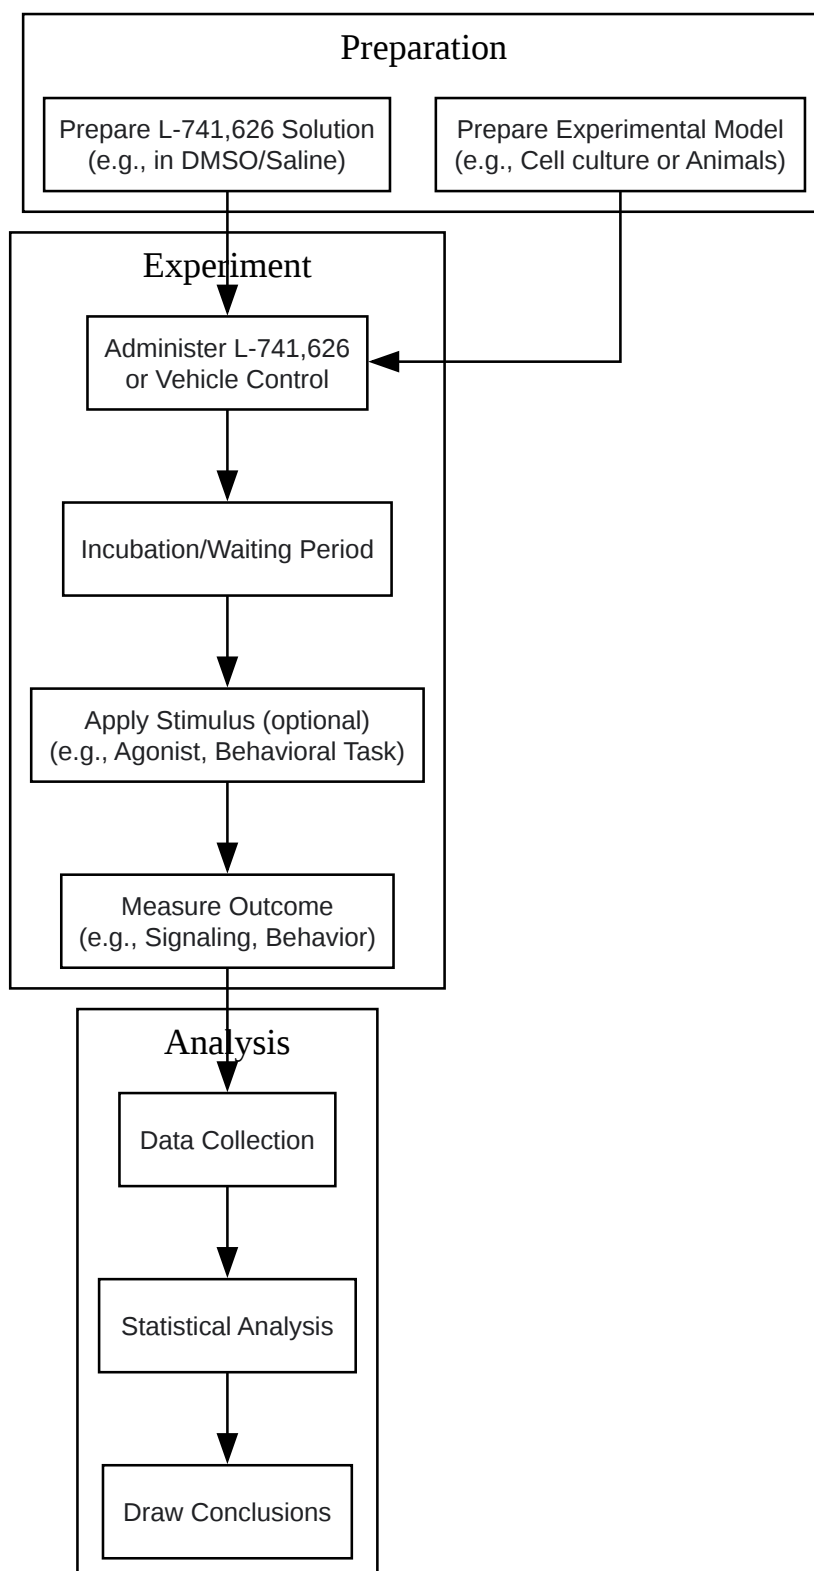 Preparation
Prepare L-741,626 Solution
(e.g., in DMSO/Saline)
Prepare Experimental Model
(e.g., Cell culture or Animals)
Experiment
Administer L-741,626
or Vehicle Control
Incubation/Waiting Period
Apply Stimulus (optional)
(e.g., Agonist, Behavioral Task)
Measure Outcome
(e.g., Signaling, Behavior)
Analysis
Data Collection
Statistical Analysis
Draw Conclusions